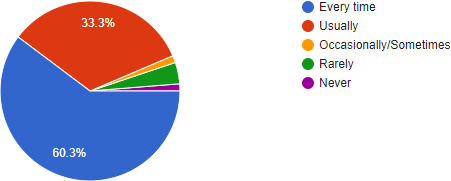 33.3%
60.3%
Every time
Usually
Occasionally/Sometimes
Rarely
Never